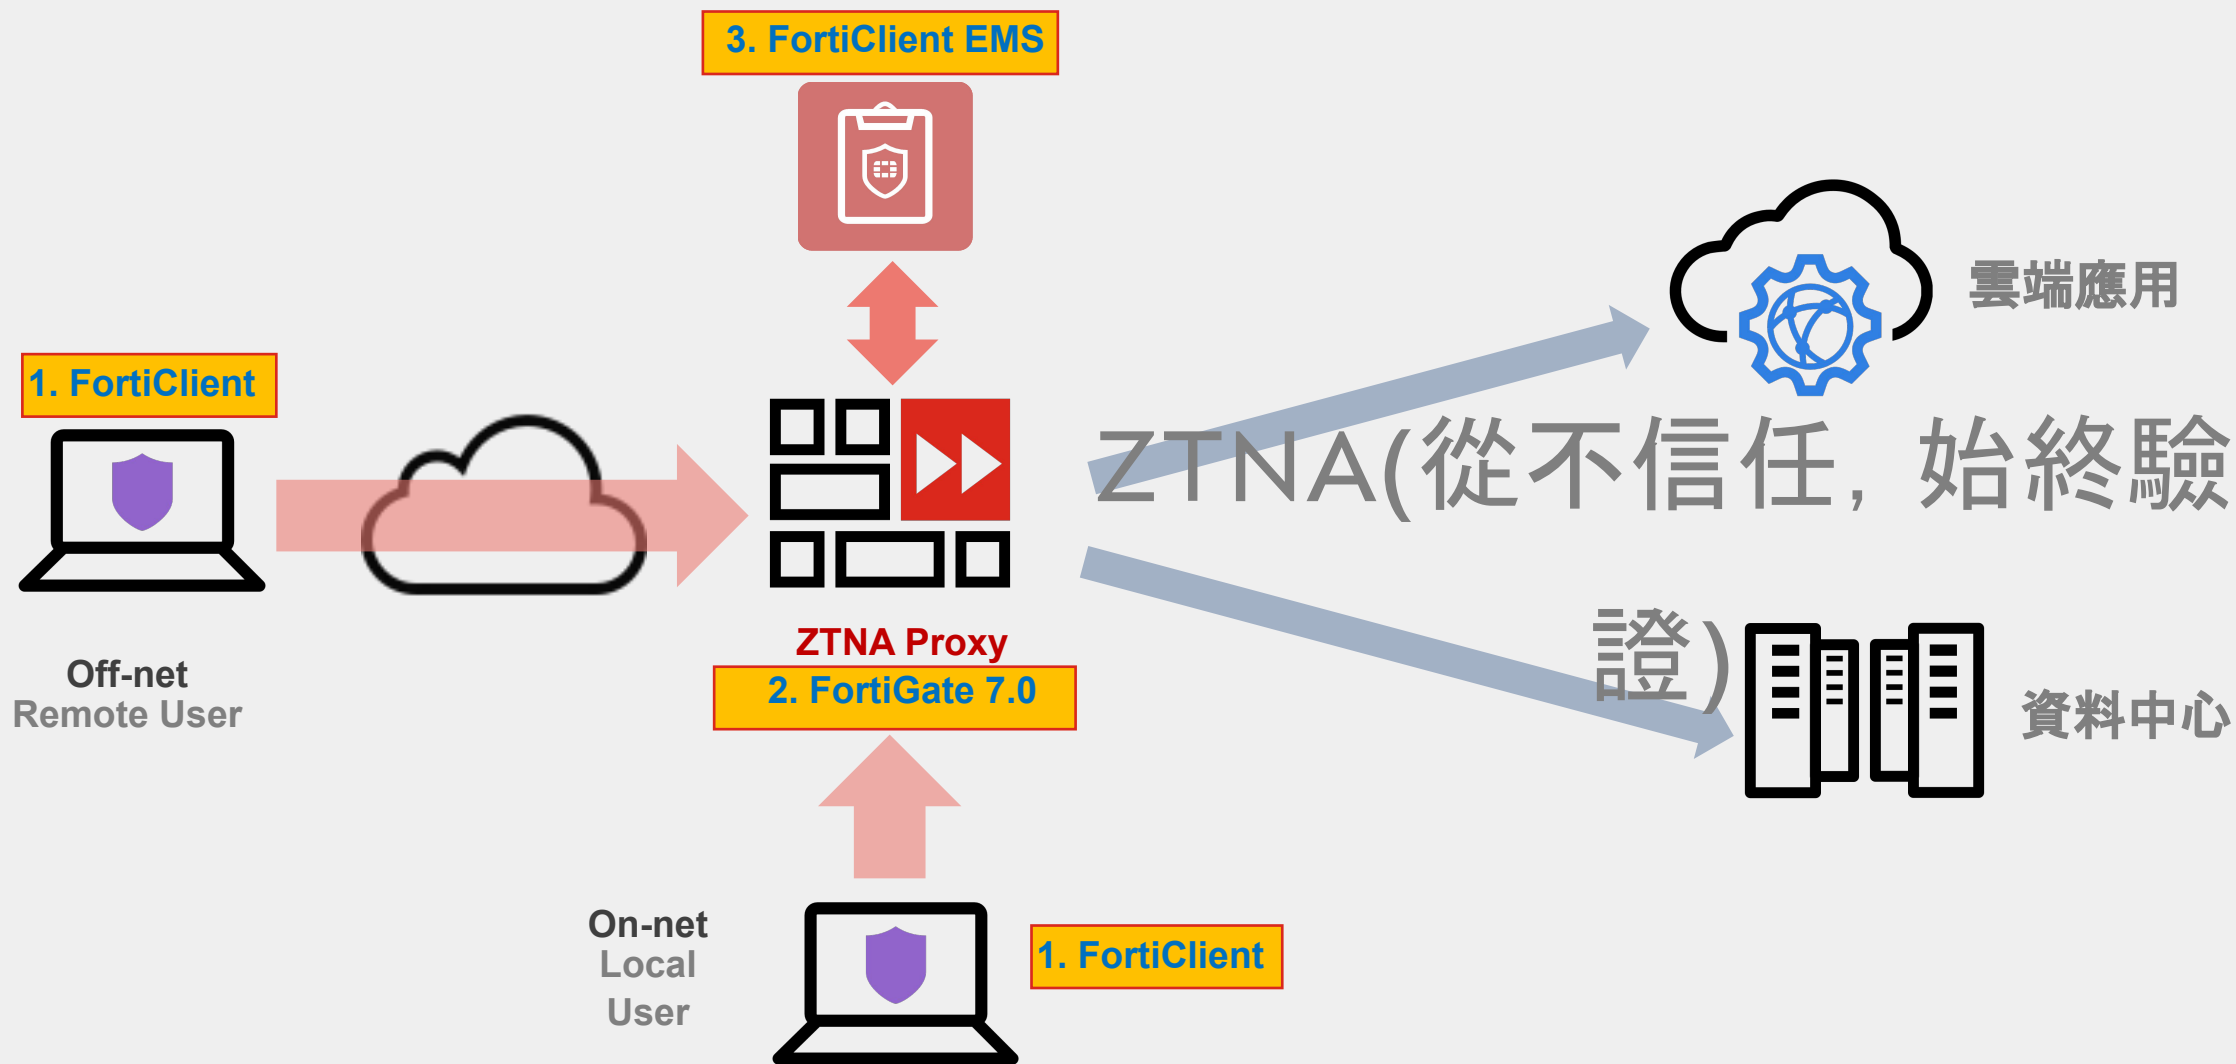 3. FortiClient EMS
雲端應用
1. FortiClient
ZTNA(從不信任, 始終驗
證)
ZTNA Proxy
2. FortiGate 7.0
Off-net
Remote User
資料中心
On-net
Local
User
1. FortiClient